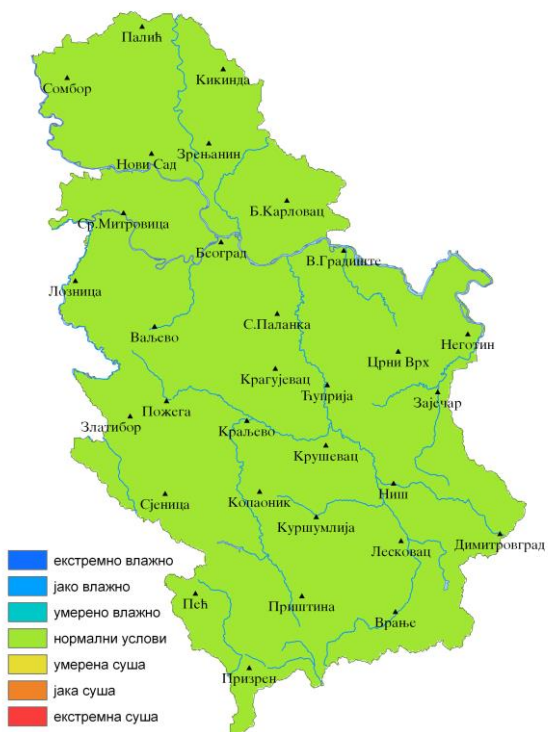 Палић
Кикинда
Сомбор
Зрењанин
Нови Сад
Б.Карловац
Ср.Митровица
Београд
В.Градиште
Лозница
С.Паланка
Ваљево
Неготин
Црни Врх
Крагујевац
Ћуприја
Зајечар
Пожега
Златибор
Краљево
Крушевац
Ниш
Сјеница
Копаоник
Куршумлија
Димитровград
Лесковац
Пећ
Приштина
Врање
Призрен
екстремно влажно
јако влажно
умерено влажно
нормални услови
умерена суша
јака суша
екстремна суша